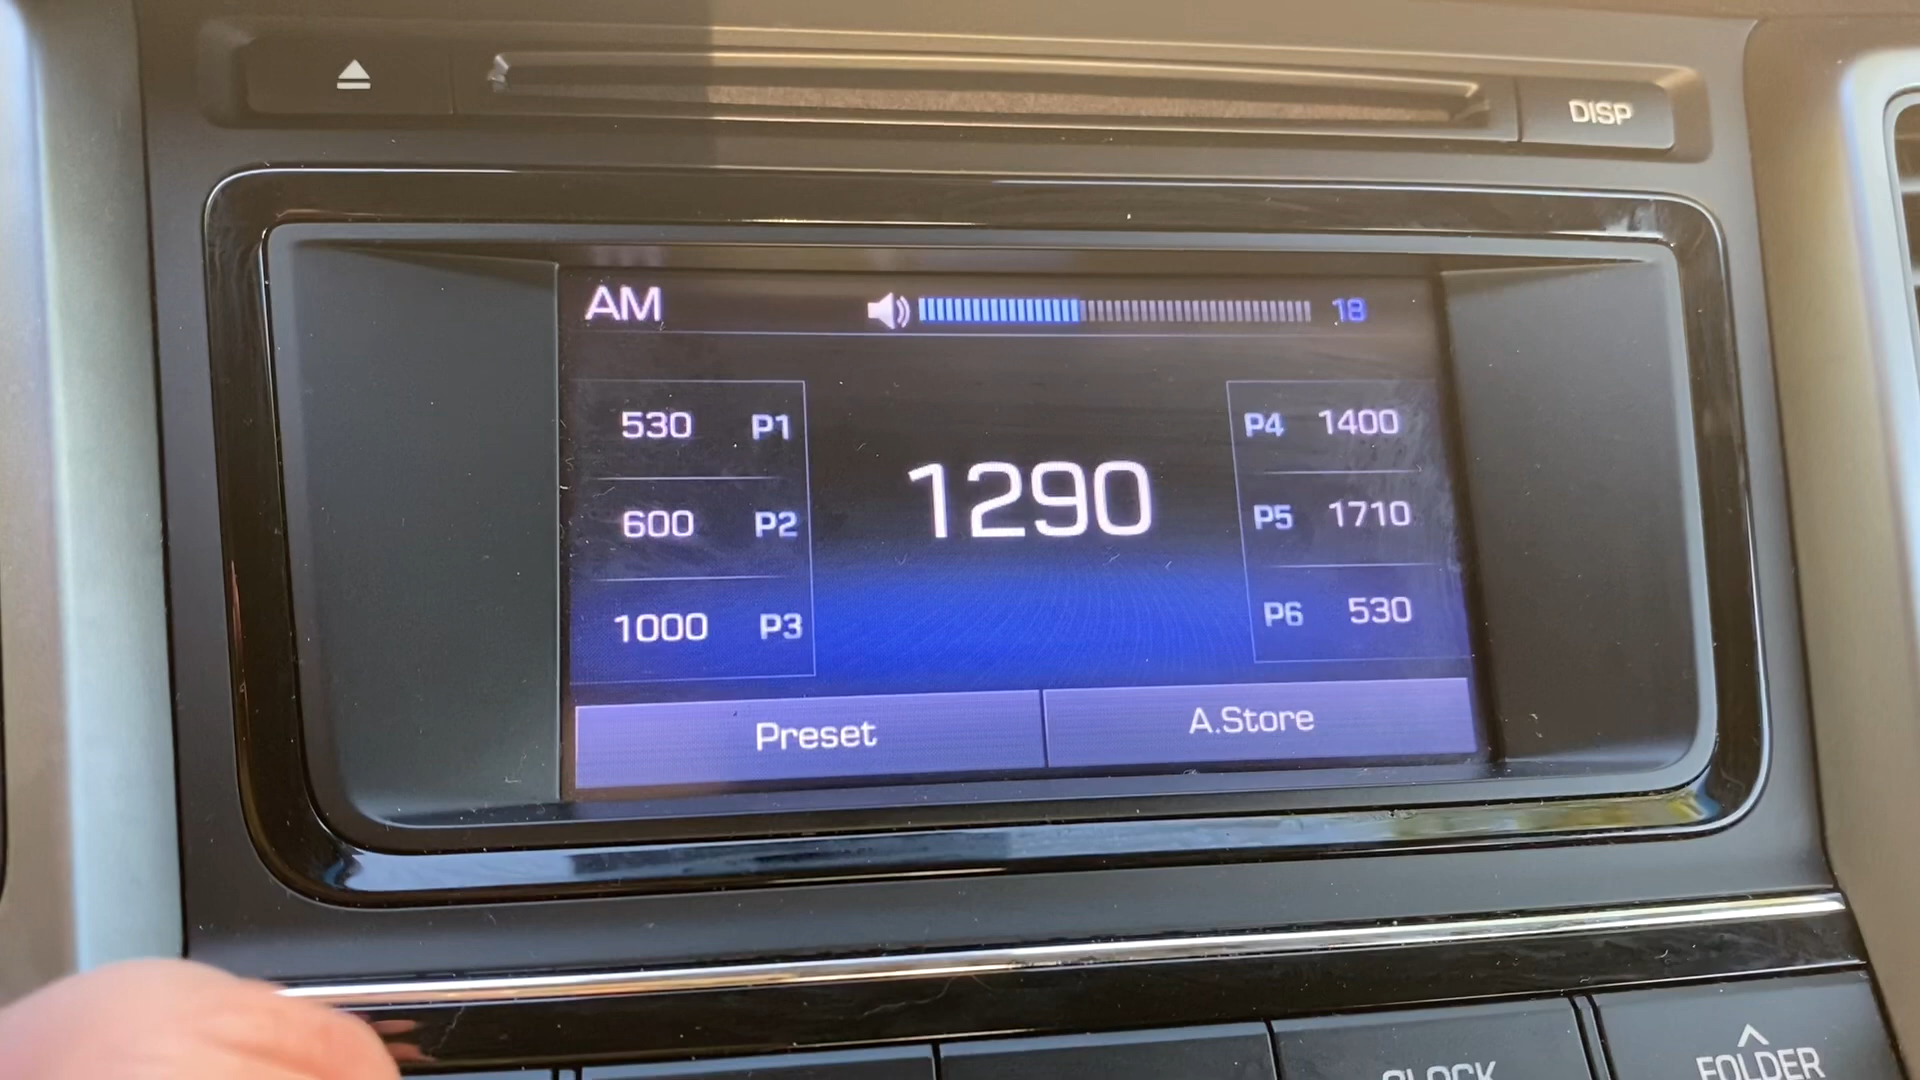 DISP
AM 18
530 P1
600 P2
1000 P3
1290
P4 1400
P5 1710
P6 530
Preset
A.Store
CLOCK
FOLDER